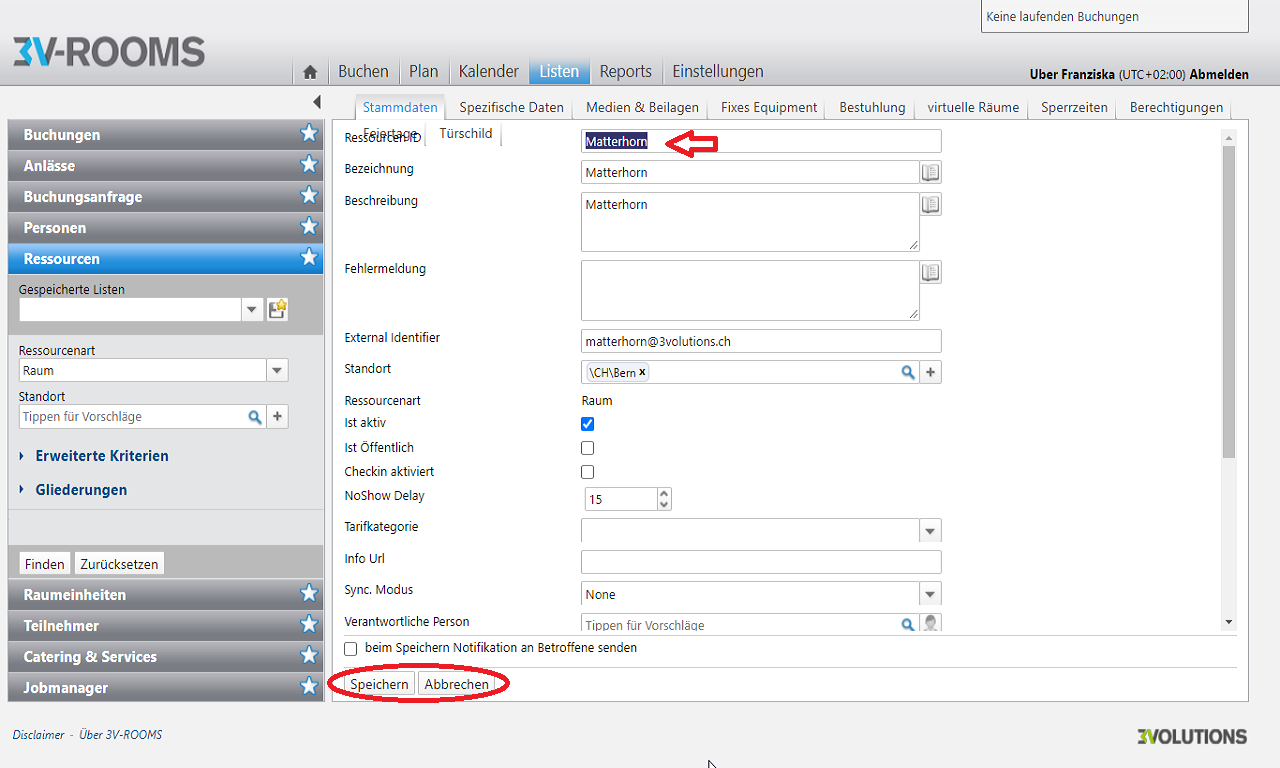 Keine laufenden Buchungen
3V-ROOMS
Buchen Plan Kalender Listen Reports Einstellungen
Uber Franziska (UTC+02:00) Abmelden
Stammdaten Spezifische Daten Medien & Beilagen Fixes Equipment Bestuhlung virtuelle Räume Sperrzeiten Berechtigungen
Feiertage Türschild
Buchungen
Anlässe
Buchungsanfrage
Personen
Ressourcen
Gespeicherte Listen
Ressourcenart
Raum
Standort
Tippen für Vorschläge
Erweiterte Kriterien
Gliederungen
Finden Zurücksetzen
Raumeinheiten
Teilnehmer
Catering & Services
Jobmanager
Ressourcen ID Matterhorn
Bezeichnung Matterhorn
Beschreibung Matterhorn
Fehlermeldung
External Identifier matterhorn@3volutions.ch
Standort \CH\Bern x
Ressourcenart Raum
Ist aktiv
Ist Öffentlich
Checkin aktiviert
NoShow Delay 15
Tarifkategorie
Info Url
Sync. Modus None
Verantwortliche Person Tippen für Vorschläge
beim Speichern Notifikation an Betroffene senden
Speichern Abbrechen
Disclaimer - Über 3V-ROOMS
3VOLUTIONS